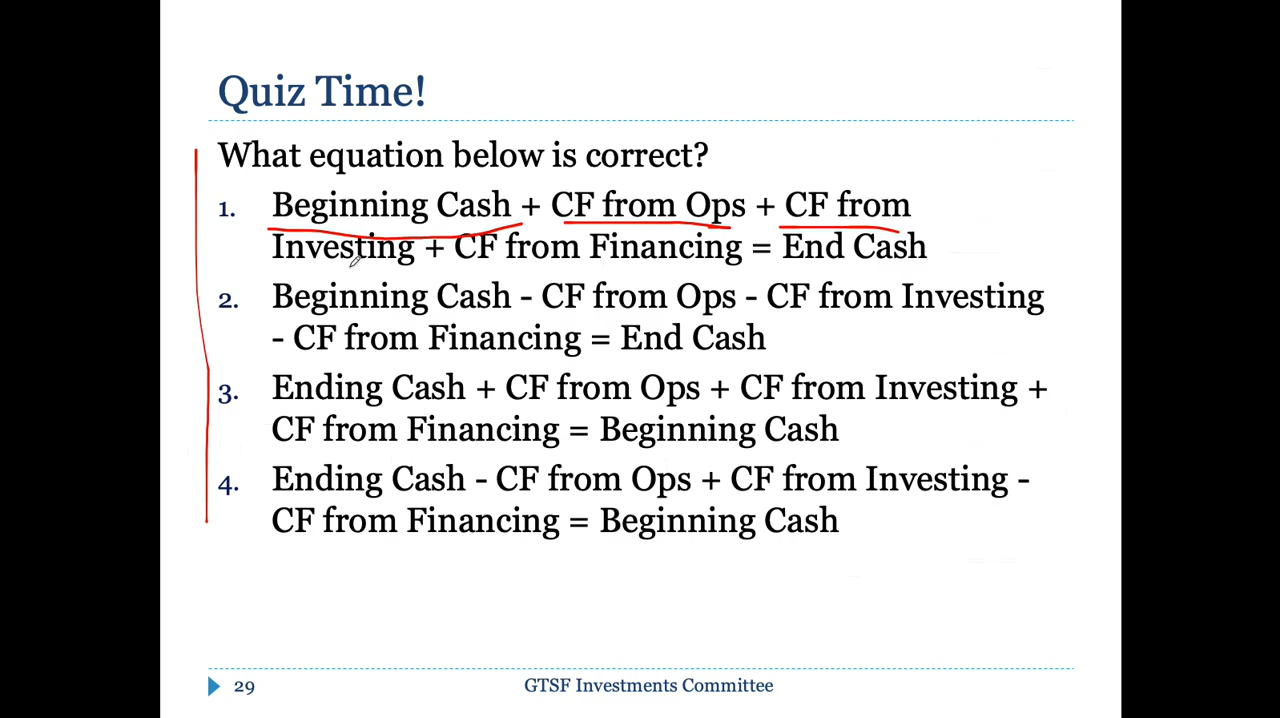 Quiz Time!
What equation below is correct?
1. Beginning Cash + CF from Ops + CF from
Investing + CF from Financing = End Cash
2. Beginning Cash - CF from Ops - CF from Investing
- CF from Financing = End Cash
3. Ending Cash + CF from Ops + CF from Investing +
CF from Financing = Beginning Cash
4. Ending Cash - CF from Ops + CF from Investing -
CF from Financing = Beginning Cash
29 GTSF Investments Committee